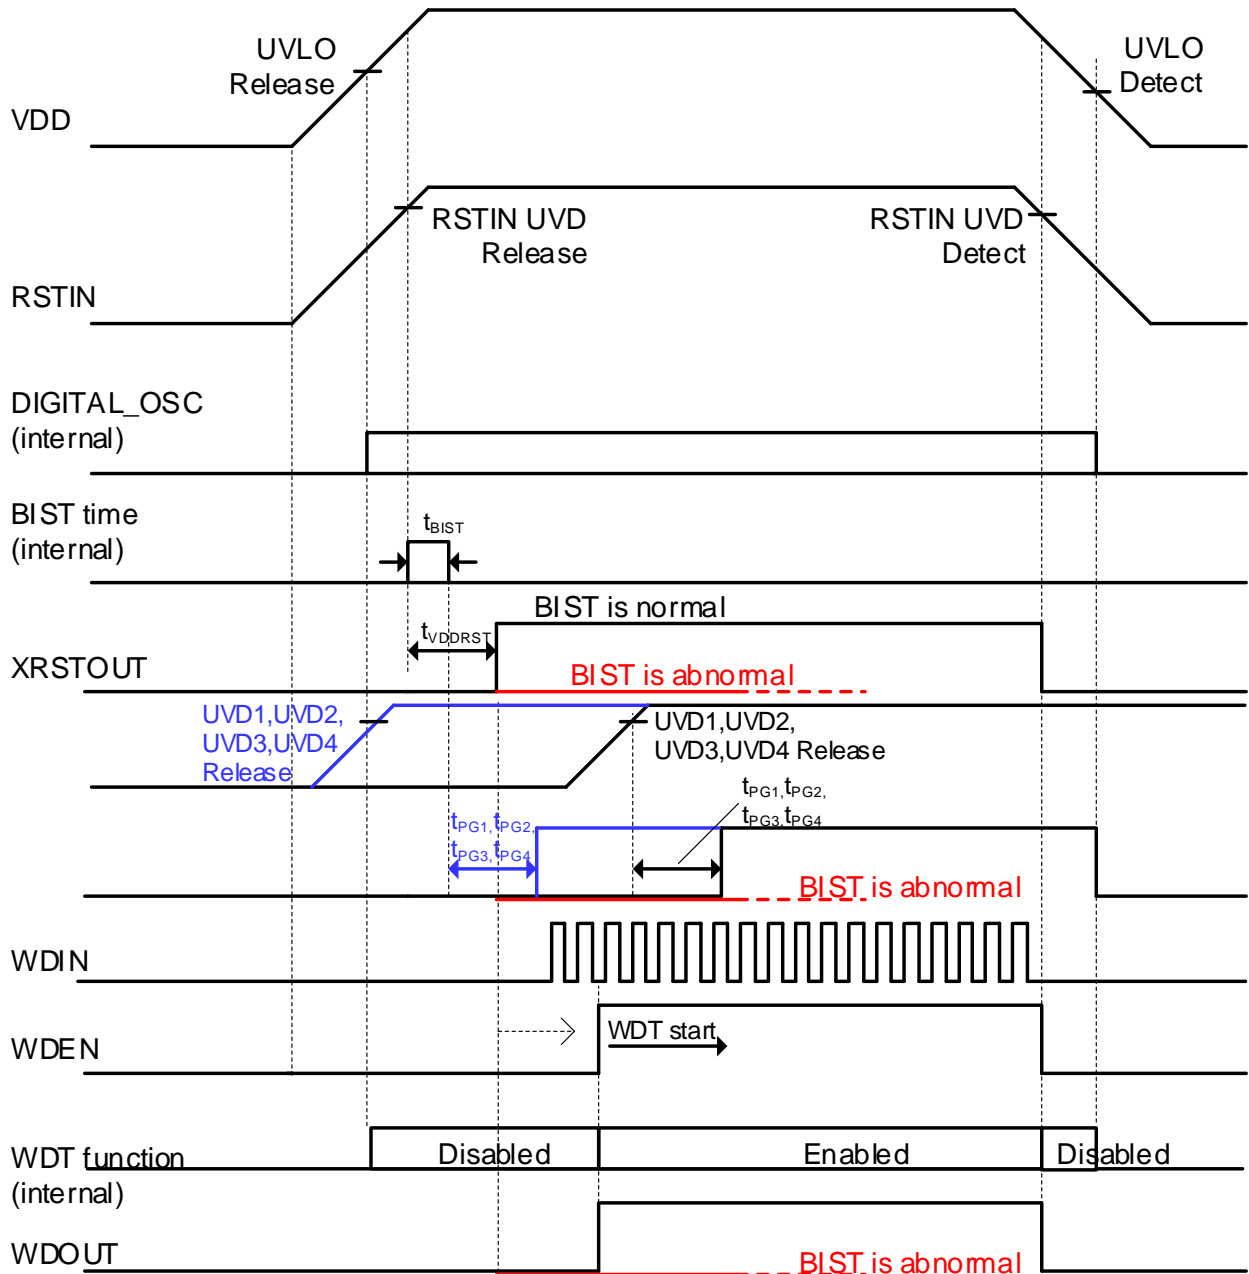 UVLO
Release
UVLO
Detect
VDD
RSTIN UVD
Release
RSTIN UVD
Detect
RSTIN
DIGITAL_OSC
(internal)
BIST time
(internal)
tBIST
BIST is normal
tVDDRST
XRSTOUT
BIST is abnormal
UVD1,UVD2,
UVD3,UVD4
Release
UVD1,UVD2,
UVD3,UVD4 Release
tPG1,tPG2,
tPG3,tPG4
tPG1,tPG2,
tPG3,tPG4
BIST is abnormal
WDIN
WDEN
WDT start
WDT function
(internal)
Disabled
Enabled
Disabled
WDOUT
BIST is abnormal